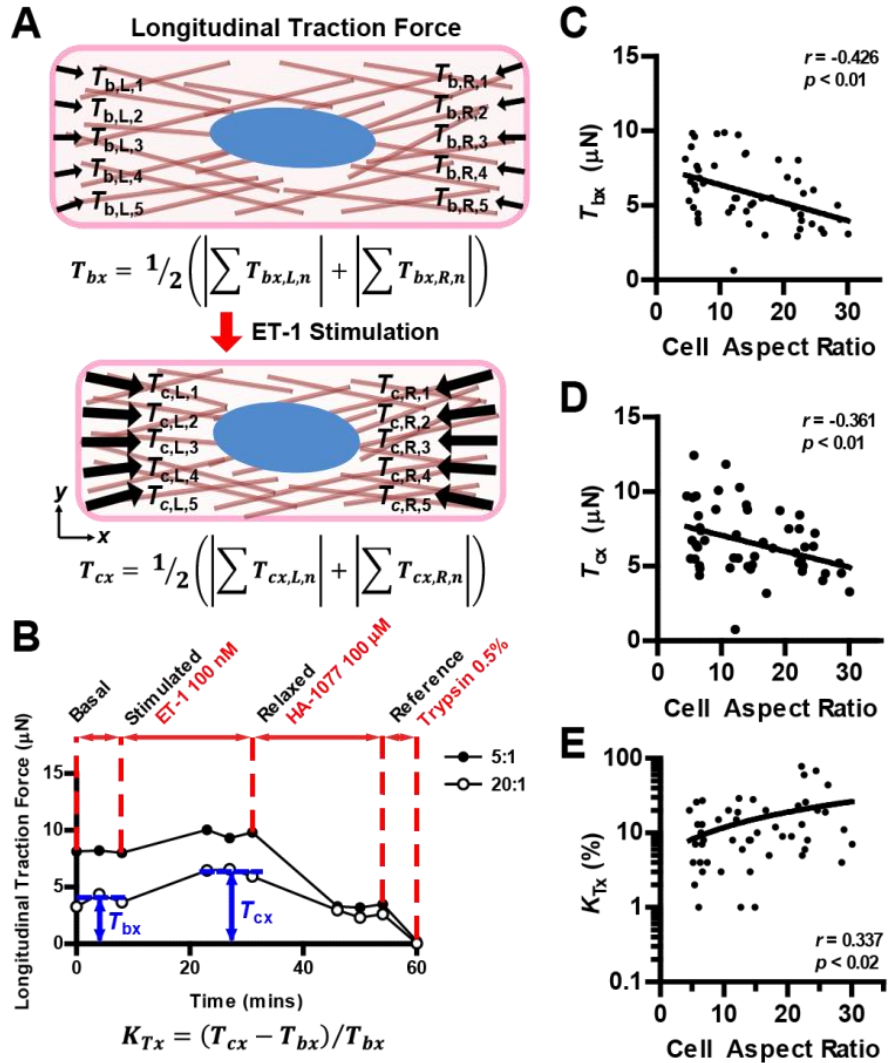 A
Longitudinal Traction Force
T_b,L,1
T_b,L,2
T_b,L,3
T_b,L,4
T_b,L,5
T_b,R,1
T_b,R,2
T_b,R,3
T_b,R,4
T_b,R,5
T_bx = 1/2 (|∑ T_bx,L,n| + |∑ T_bx,R,n|)
ET-1 Stimulation
T_c,L,1
T_c,L,2
T_c,L,3
T_c,L,4
T_c,L,5
T_c,R,1
T_c,R,2
T_c,R,3
T_c,R,4
T_c,R,5
y
x
T_cx = 1/2 (|∑ T_cx,L,n| + |∑ T_cx,R,n|)
B
Basal
Stimulated
ET-1 100 nM
Relaxed
HA-1077 100 µM
Reference
Trypsin 0.5%
Longitudinal Traction Force (µN)
15
10
5
0
5:1
20:1
T_bx
T_cx
0 20 40 60
Time (mins)
K_Tx = (T_cx − T_bx)/T_bx
C
r = -0.426
p < 0.01
T_bx (µN)
15
10
5
0
0 10 20 30
Cell Aspect Ratio
D
r = -0.361
p < 0.01
T_cx (µN)
15
10
5
0
0 10 20 30
Cell Aspect Ratio
E
K_Tx (%)
100
10
1
0.1
r = 0.337
p < 0.02
0 10 20 30
Cell Aspect Ratio